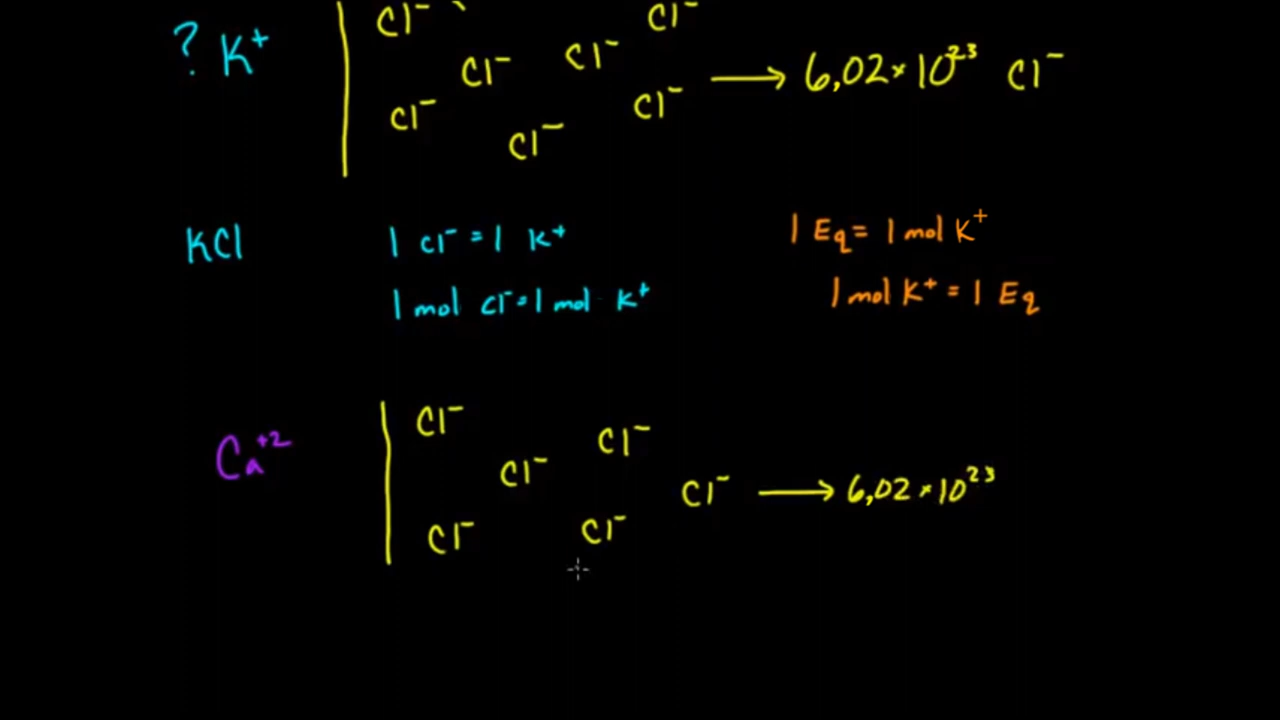 Cl⁻ Cl⁻
? K⁺ Cl⁻ Cl⁻ → 6,02 × 10²³ Cl⁻
Cl⁻ Cl⁻
Cl⁻
KCl 1 Cl⁻ = 1 K⁺ 1 Eq = 1 mol K⁺
1 mol Cl⁻ = 1 mol K⁺ 1 mol K⁺ = 1 Eq
Cl⁻ Cl⁻
Ca⁺² Cl⁻ Cl⁻ → 6,02 × 10²³
Cl⁻ Cl⁻